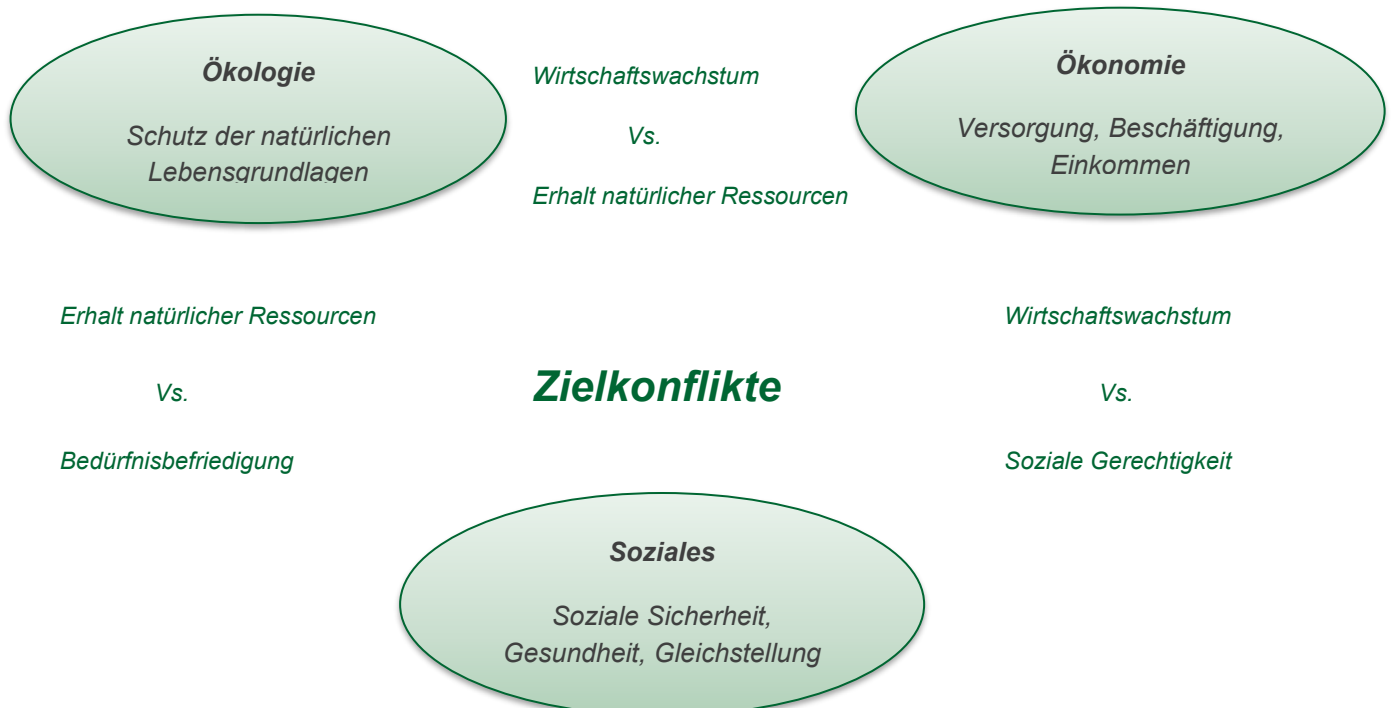 Ökologie
Schutz der natürlichen
Lebensgrundlagen
Wirtschaftswachstum
Vs.
Erhalt natürlicher Ressourcen
Ökonomie
Versorgung, Beschäftigung,
Einkommen
Erhalt natürlicher Ressourcen
Vs.
Bedürfnisbefriedigung
Zielkonflikte
Wirtschaftswachstum
Vs.
Soziale Gerechtigkeit
Soziales
Soziale Sicherheit,
Gesundheit, Gleichstellung